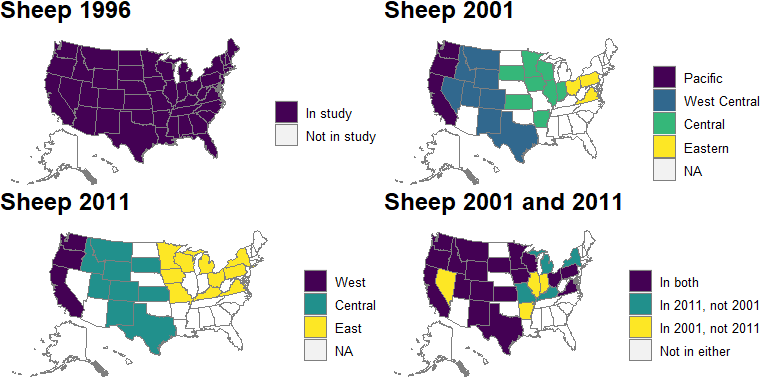 Sheep 1996
In study
Not in study
Sheep 2001
Pacific
West Central
Central
Eastern
NA
Sheep 2011
West
Central
East
NA
Sheep 2001 and 2011
In both
In 2011, not 2001
In 2001, not 2011
Not in either